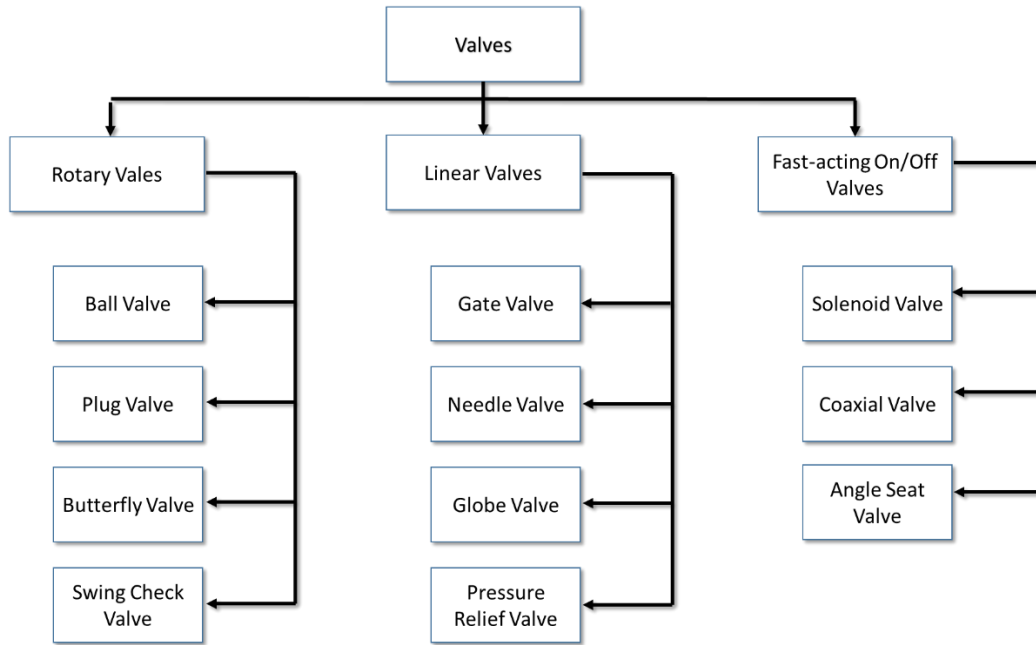 Valves
Rotary Vales
Linear Valves
Fast-acting On/Off
Valves
Ball Valve
Gate Valve
Solenoid Valve
Plug Valve
Needle Valve
Coaxial Valve
Butterfly Valve
Globe Valve
Angle Seat
Valve
Swing Check
Valve
Pressure
Relief Valve